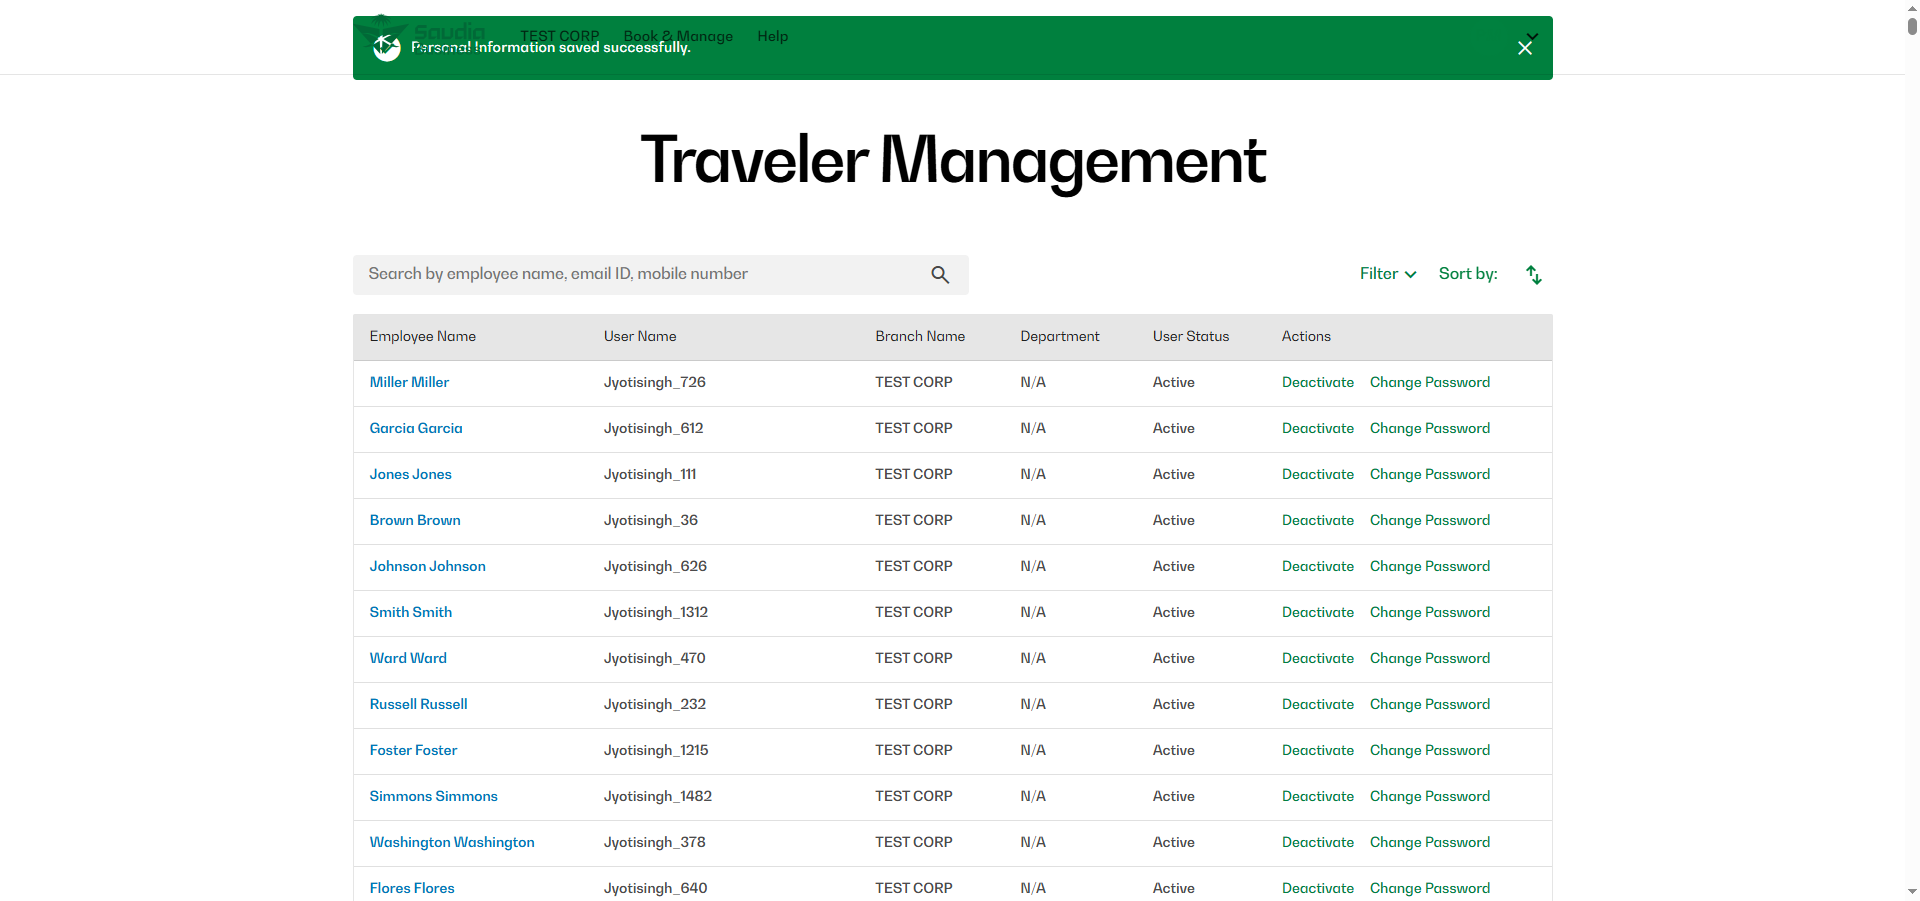 Saudia
TEST CORP Book & Manage Help
Personal Information saved successfully.
Traveler Management
Search by employee name, email ID, mobile number
Filter Sort by:
Employee Name User Name Branch Name Department User Status Actions
Miller Miller Jyotisingh_726 TEST CORP N/A Active Deactivate Change Password
Garcia Garcia Jyotisingh_612 TEST CORP N/A Active Deactivate Change Password
Jones Jones Jyotisingh_111 TEST CORP N/A Active Deactivate Change Password
Brown Brown Jyotisingh_36 TEST CORP N/A Active Deactivate Change Password
Johnson Johnson Jyotisingh_626 TEST CORP N/A Active Deactivate Change Password
Smith Smith Jyotisingh_1312 TEST CORP N/A Active Deactivate Change Password
Ward Ward Jyotisingh_470 TEST CORP N/A Active Deactivate Change Password
Russell Russell Jyotisingh_232 TEST CORP N/A Active Deactivate Change Password
Foster Foster Jyotisingh_1215 TEST CORP N/A Active Deactivate Change Password
Simmons Simmons Jyotisingh_1482 TEST CORP N/A Active Deactivate Change Password
Washington Washington Jyotisingh_378 TEST CORP N/A Active Deactivate Change Password
Flores Flores Jyotisingh_640 TEST CORP N/A Active Deactivate Change Password